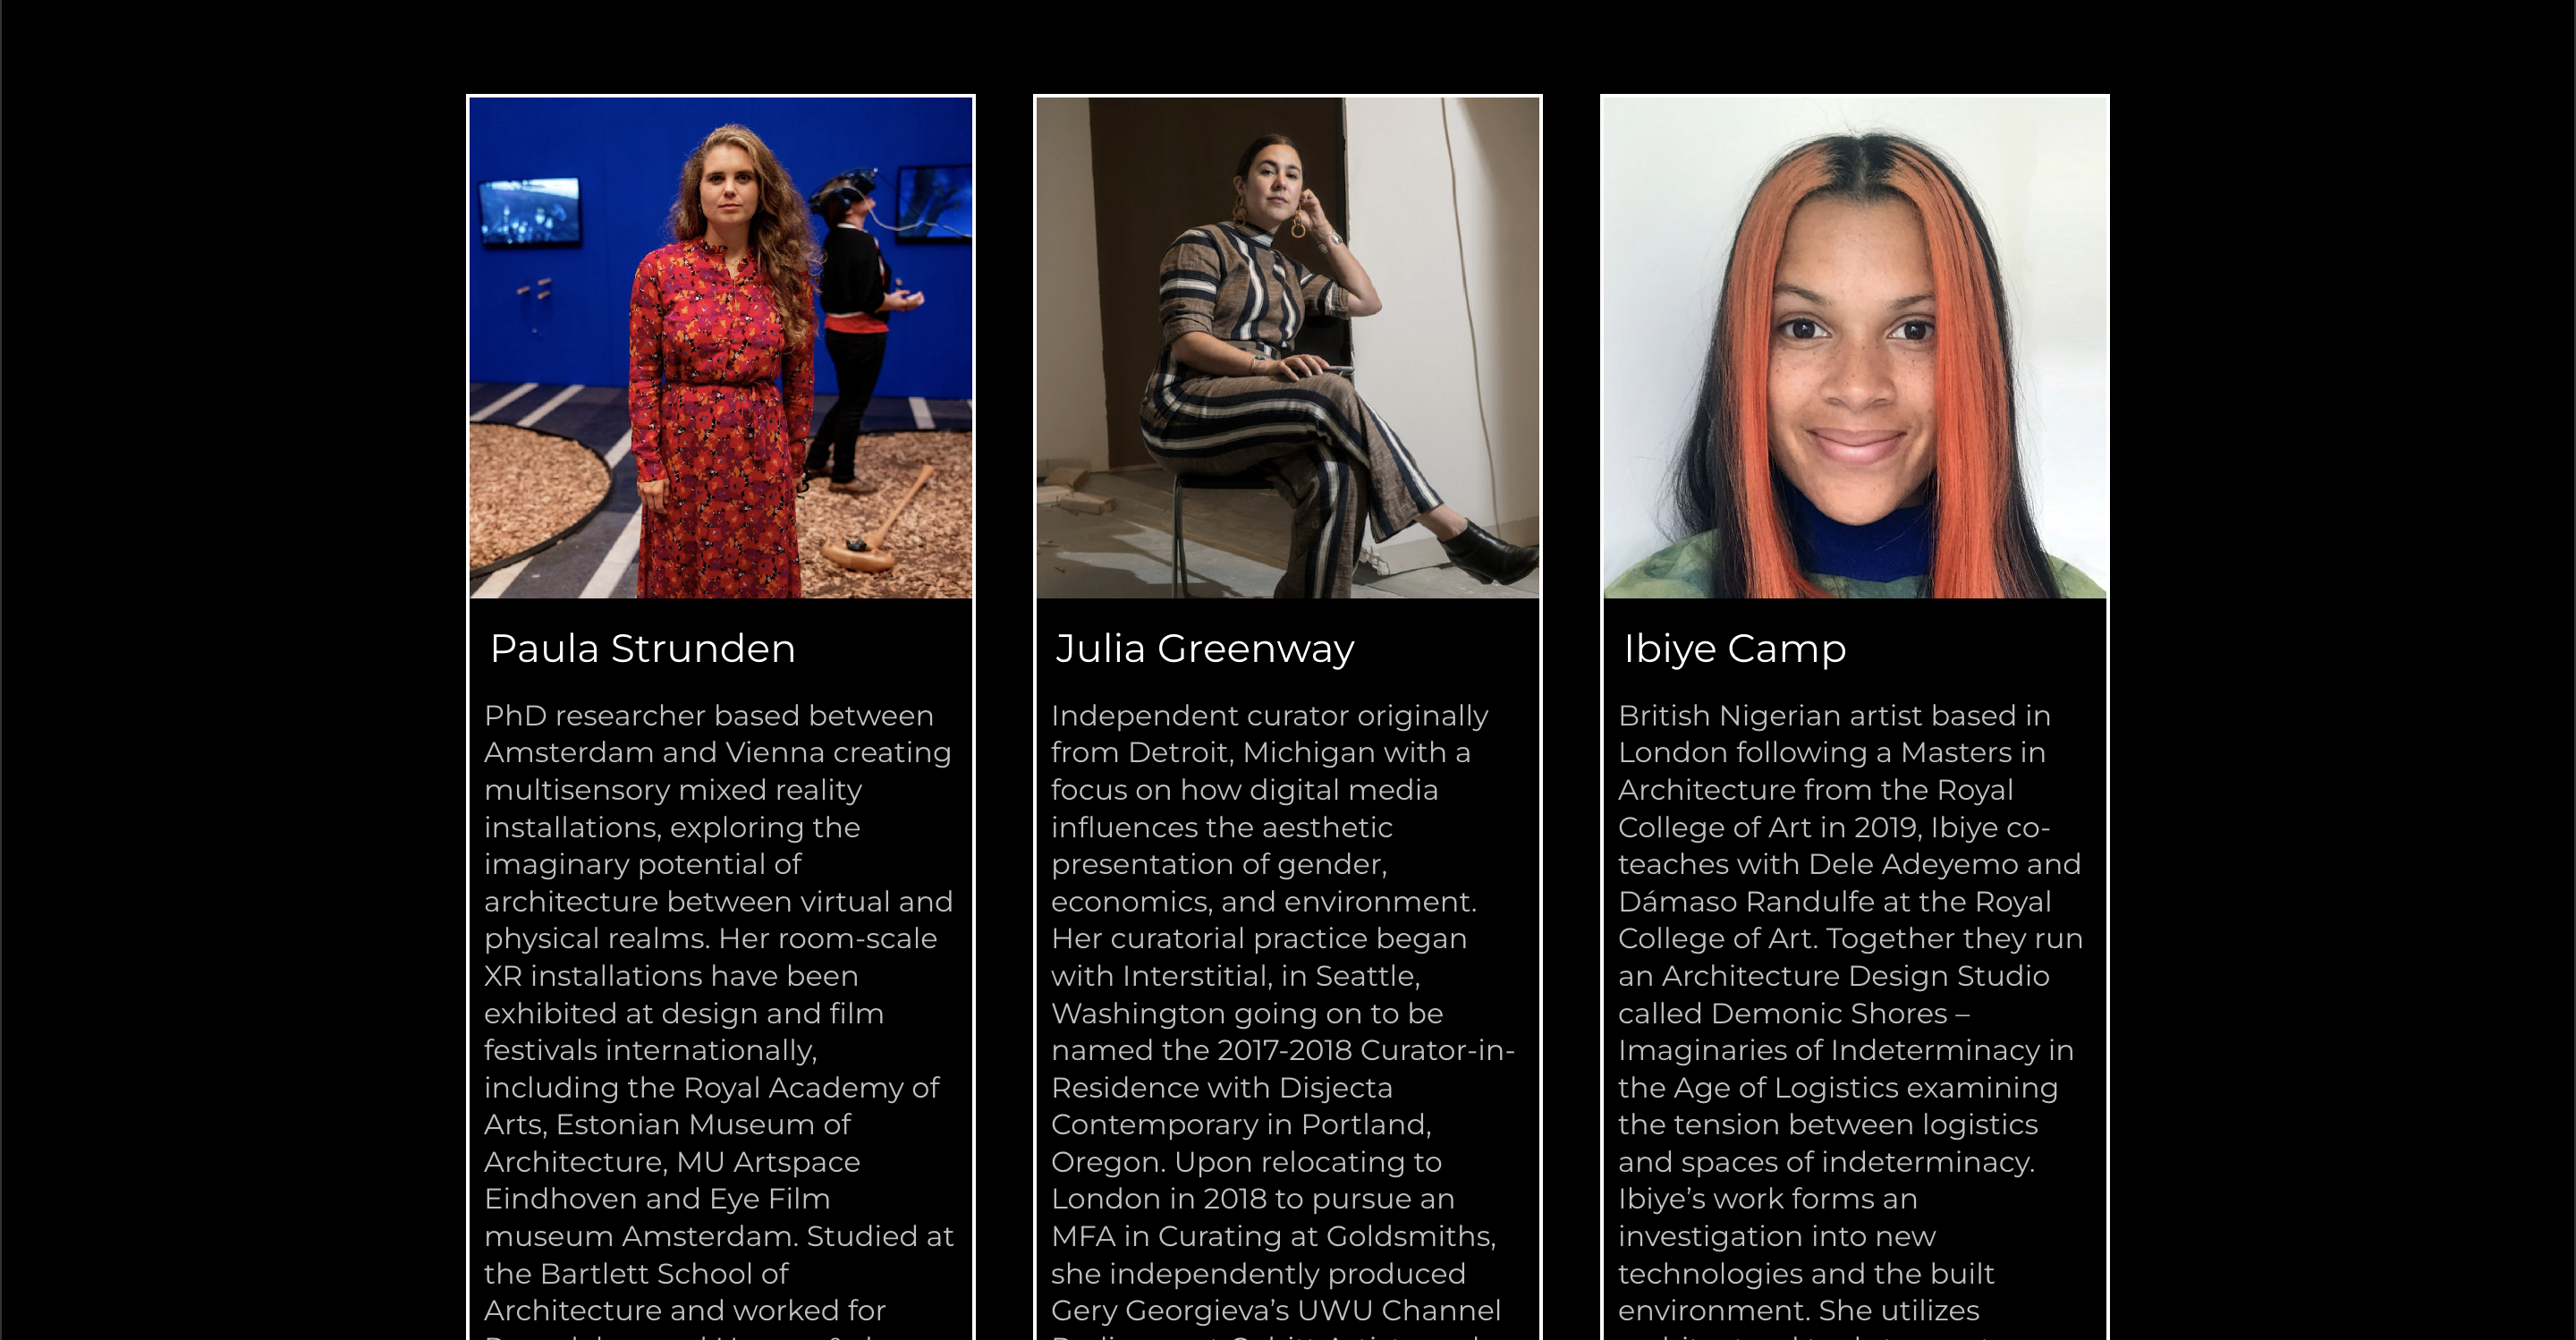 Paula Strunden
PhD researcher based between
Amsterdam and Vienna creating
multisensory mixed reality
installations, exploring the
imaginary potential of
architecture between virtual and
physical realms. Her room-scale
XR installations have been
exhibited at design and film
festivals internationally,
including the Royal Academy of
Arts, Estonian Museum of
Architecture, MU Artspace
Eindhoven and Eye Film
museum Amsterdam. Studied at
the Bartlett School of
Architecture and worked for
Julia Greenway
Independent curator originally
from Detroit, Michigan with a
focus on how digital media
influences the aesthetic
presentation of gender,
economics, and environment.
Her curatorial practice began
with Interstitial, in Seattle,
Washington going on to be
named the 2017-2018 Curator-in-
Residence with Disjecta
Contemporary in Portland,
Oregon. Upon relocating to
London in 2018 to pursue an
MFA in Curating at Goldsmiths,
she independently produced
Gery Georgieva’s UWU Channel
Ibiye Camp
British Nigerian artist based in
London following a Masters in
Architecture from the Royal
College of Art in 2019, Ibiye co-
teaches with Dele Adeyemo and
Dámaso Randulfe at the Royal
College of Art. Together they run
an Architecture Design Studio
called Demonic Shores –
Imaginaries of Indeterminacy in
the Age of Logistics examining
the tension between logistics
and spaces of indeterminacy.
Ibiye’s work forms an
investigation into new
technologies and the built
environment. She utilizes